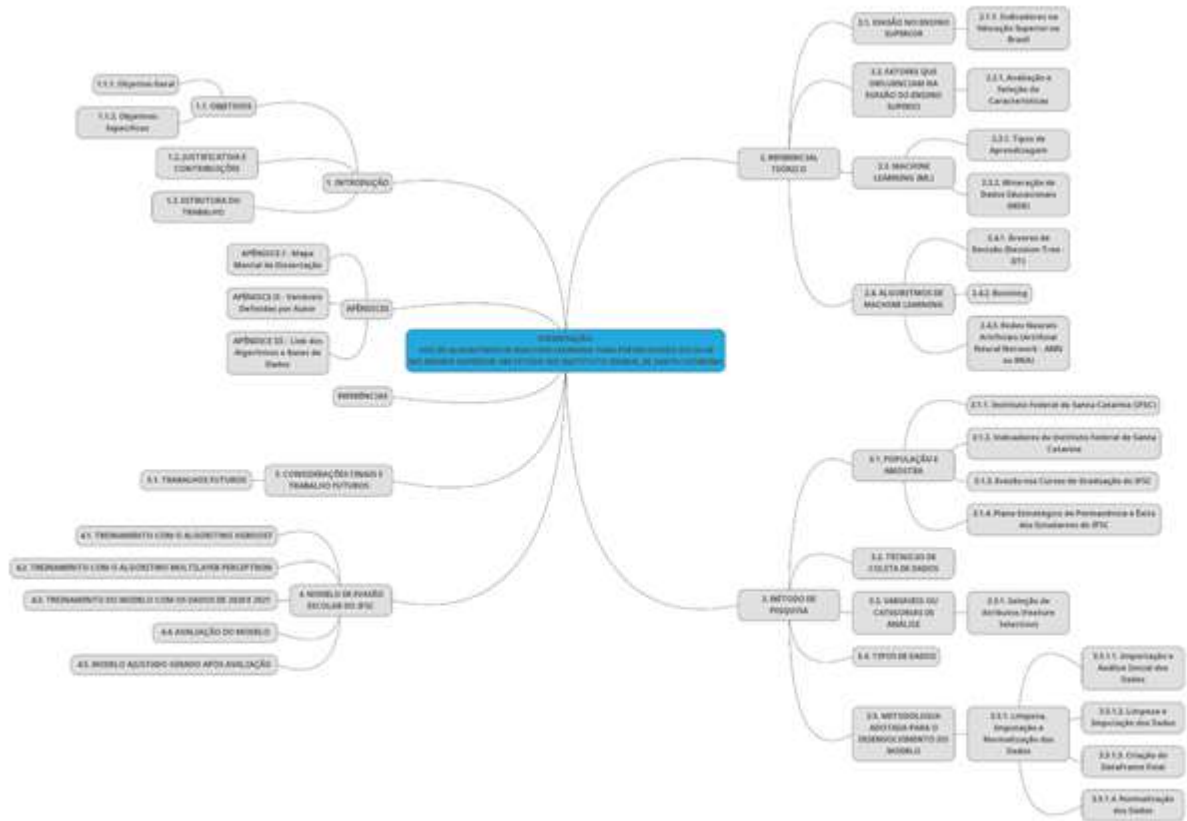 DISSERTAÇÃO
1. INTRODUÇÃO
1.1. OBJETIVOS
1.1.1. Objetivo Geral
1.1.2. Objetivos
Específicos
1.2. JUSTIFICATIVA E
CONTRIBUIÇÕES
1.3. ESTRUTURA DO
TRABALHO
2. REFERENCIAL
TEÓRICO
2.1. EVASÃO NO ENSINO
SUPERIOR
2.1.1. Indicadores na
Educação Superior no
Brasil
2.2. FATORES QUE
INFLUENCIAM NA
EVASÃO DO ENSINO
SUPERIOR
2.2.1. Avaliação e
Seleção de
Características
2.3. MACHINE
LEARNING (ML)
2.3.1. Tipos de
Aprendizagem
2.3.2. Mineração de
Dados Educacionais
(MDE)
2.4. ALGORITMOS DE
MACHINE LEARNING
2.4.1. Árvores de
Decisão (Decision Tree -
DT)
2.4.2. Boosting
2.4.3. Redes Neurais
Artificiais (Artificial
Neural Network - ANN
ou RNA)
3. MÉTODO DE
PESQUISA
3.1. POPULAÇÃO E
AMOSTRA
3.1.1. Instituto Federal de Santa Catarina (IFSC)
3.1.2. Indicadores do Instituto Federal de Santa
Catarina
3.1.3. Evasão nos Cursos de Graduação do IFSC
3.1.4. Plano Estratégico de Permanência e Êxito
dos Estudantes do IFSC
3.2. TÉCNICAS DE
COLETA DE DADOS
3.3. VARIÁVEIS OU
CATEGORIAS DE
ANÁLISE
3.3.1. Seleção de
Atributos (Feature
Selection)
3.4. TIPOS DE DADOS
3.5. METODOLOGIA
ADOTADA PARA O
DESENVOLVIMENTO DO
MODELO
3.5.1. Limpeza,
Imputação e
Normalização dos
Dados
3.5.1.1. Importação e
Análise Inicial dos
Dados
3.5.1.2. Limpeza e
Imputação dos Dados
3.5.1.3. Criação do
DataFrame Final
3.5.1.4. Normalização
dos Dados
4. MODELO DE EVASÃO
ESCOLAR DO IFSC
4.1. TREINAMENTO COM O ALGORITMO XGBOOST
4.2. TREINAMENTO COM O ALGORITMO MULTILAYER PERCEPTRON
4.3. TREINAMENTO DO MODELO COM OS DADOS DE 2020 E 2021
4.4. AVALIAÇÃO DO MODELO
4.5. MODELO AJUSTADO GERADO APÓS AVALIAÇÃO
5. CONSIDERAÇÕES FINAIS E
TRABALHO FUTUROS
5.1. TRABALHOS FUTUROS
REFERÊNCIAS
APÊNDICES
APÊNDICE I - Mapa
Mental da Dissertação
APÊNDICE II - Variáveis
Definidas por Autor
APÊNDICE III - Link dos
Algoritmos e Bases de
Dados